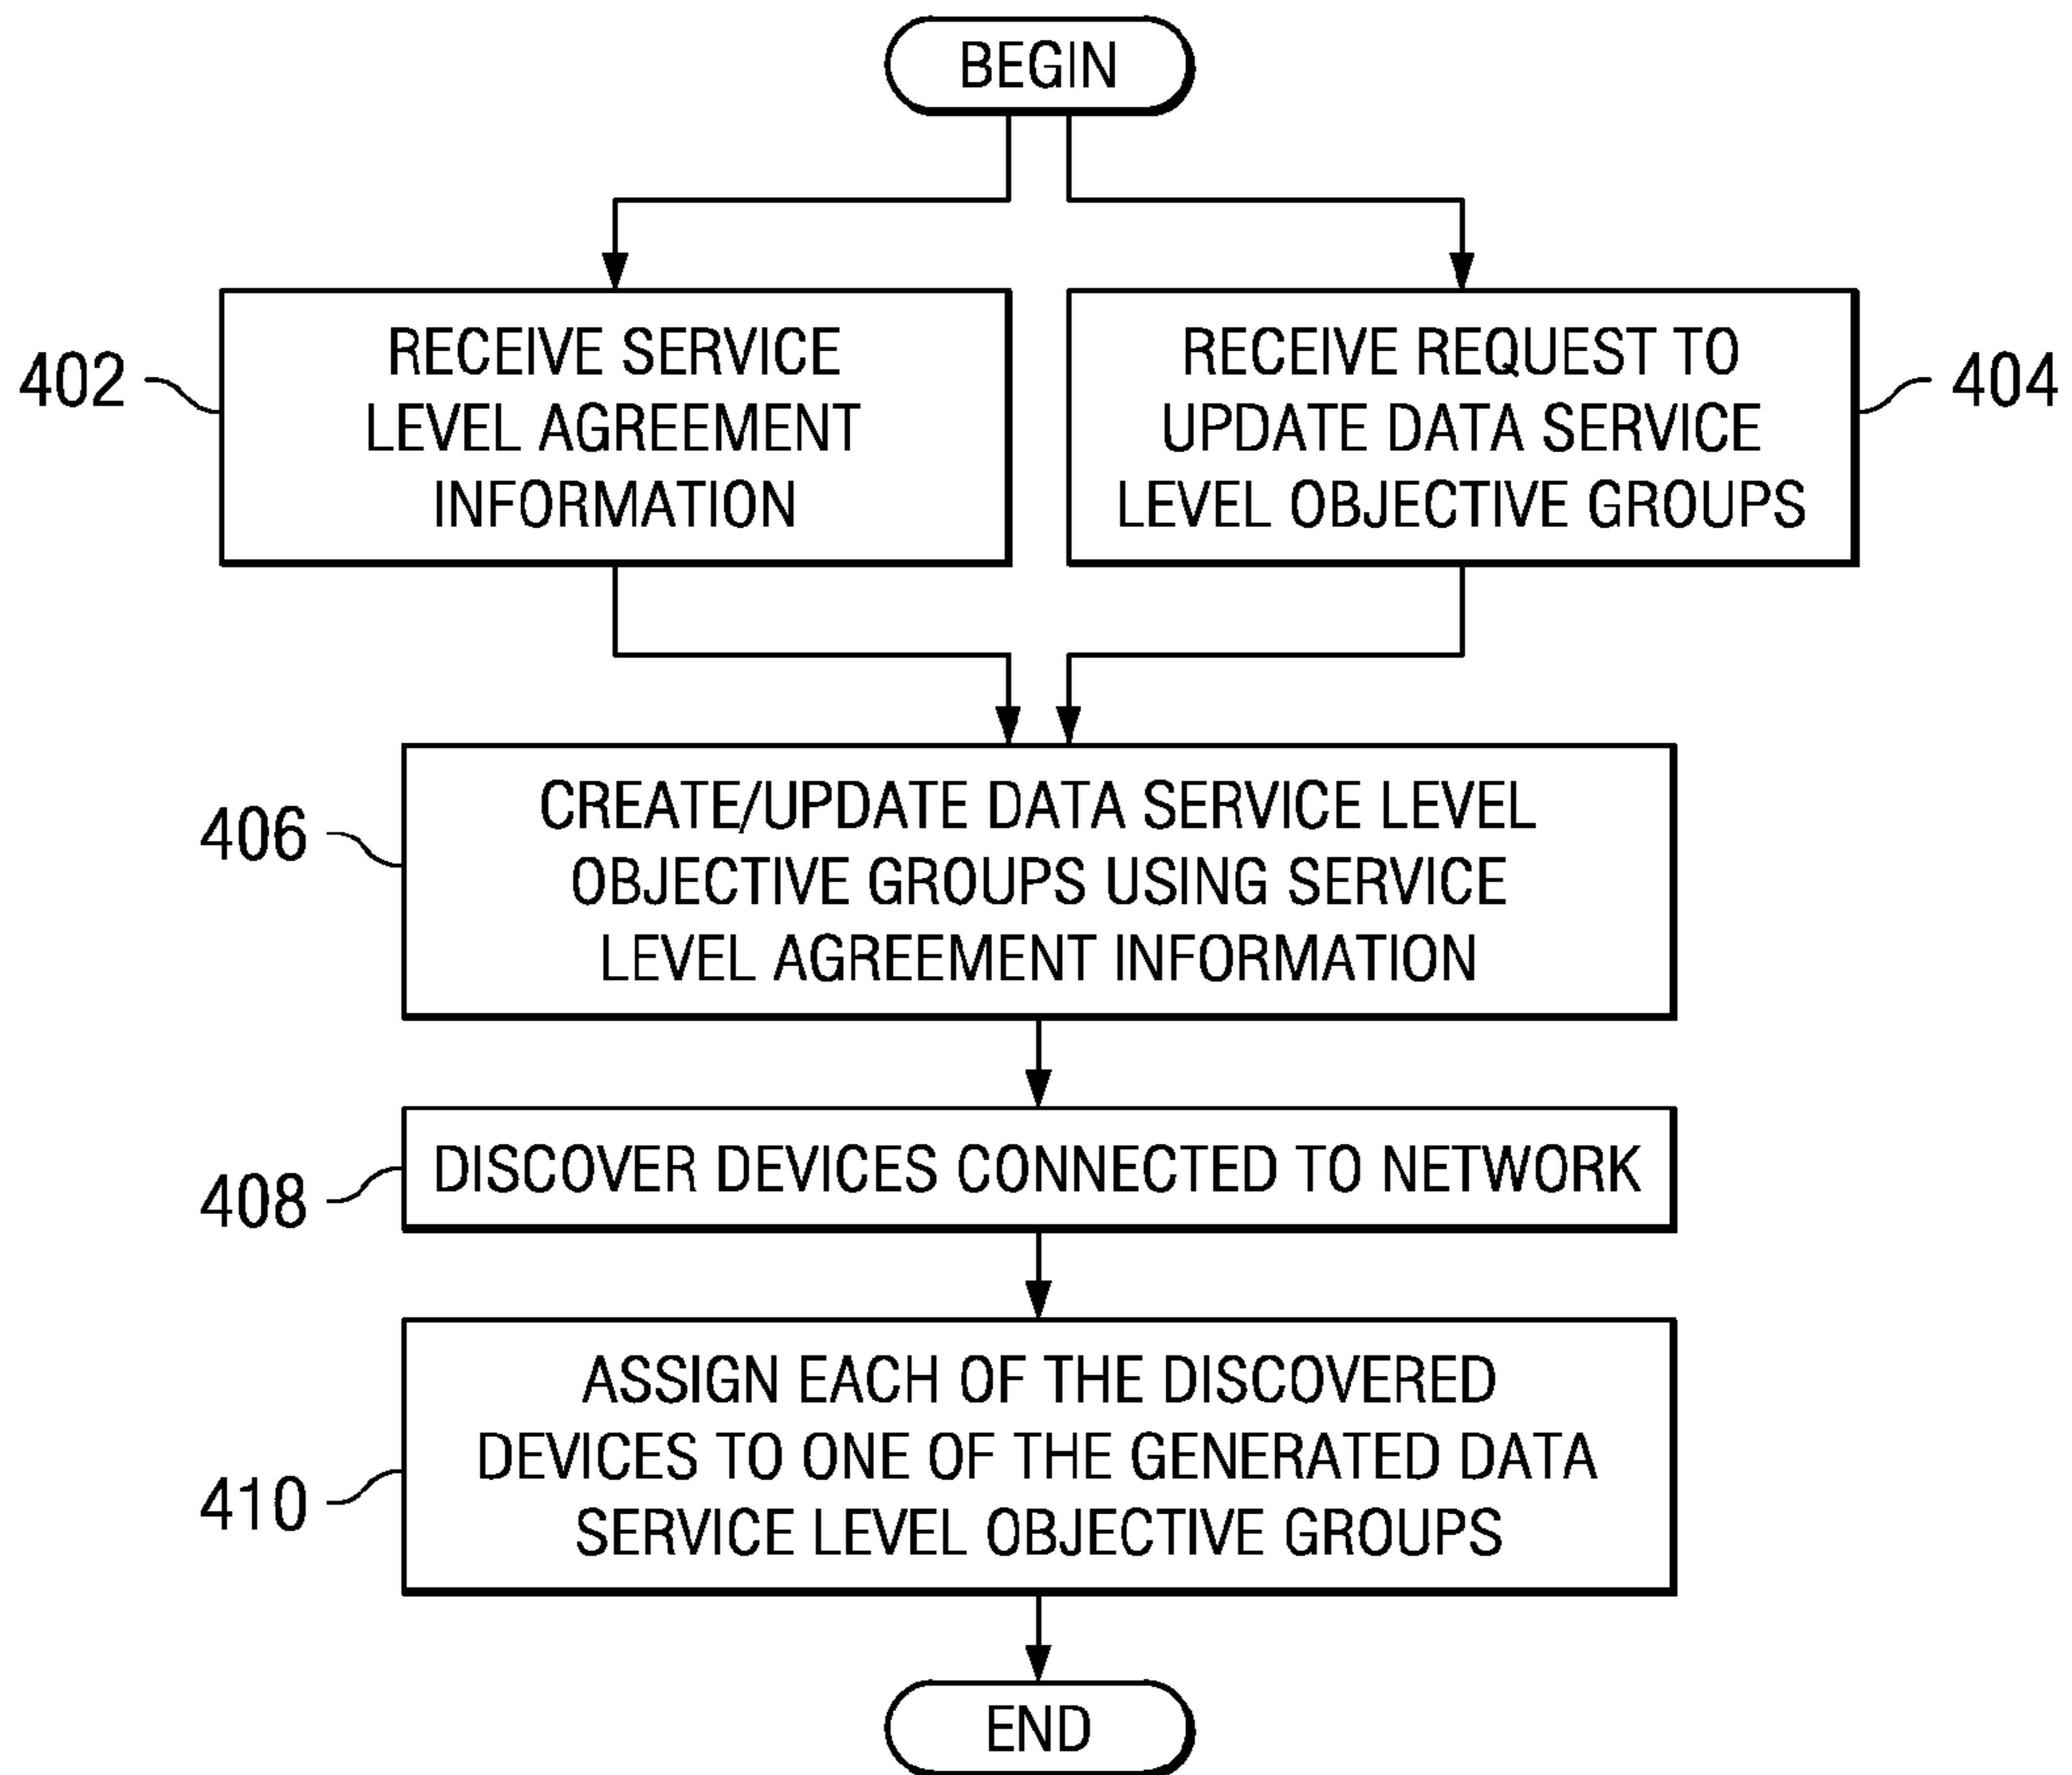 BEGIN
402
RECEIVE SERVICE
LEVEL AGREEMENT
INFORMATION
RECEIVE REQUEST TO
UPDATE DATA SERVICE
LEVEL OBJECTIVE GROUPS
404
406
CREATE/UPDATE DATA SERVICE LEVEL
OBJECTIVE GROUPS USING SERVICE
LEVEL AGREEMENT INFORMATION
408
DISCOVER DEVICES CONNECTED TO NETWORK
410
ASSIGN EACH OF THE DISCOVERED
DEVICES TO ONE OF THE GENERATED DATA
SERVICE LEVEL OBJECTIVE GROUPS
END